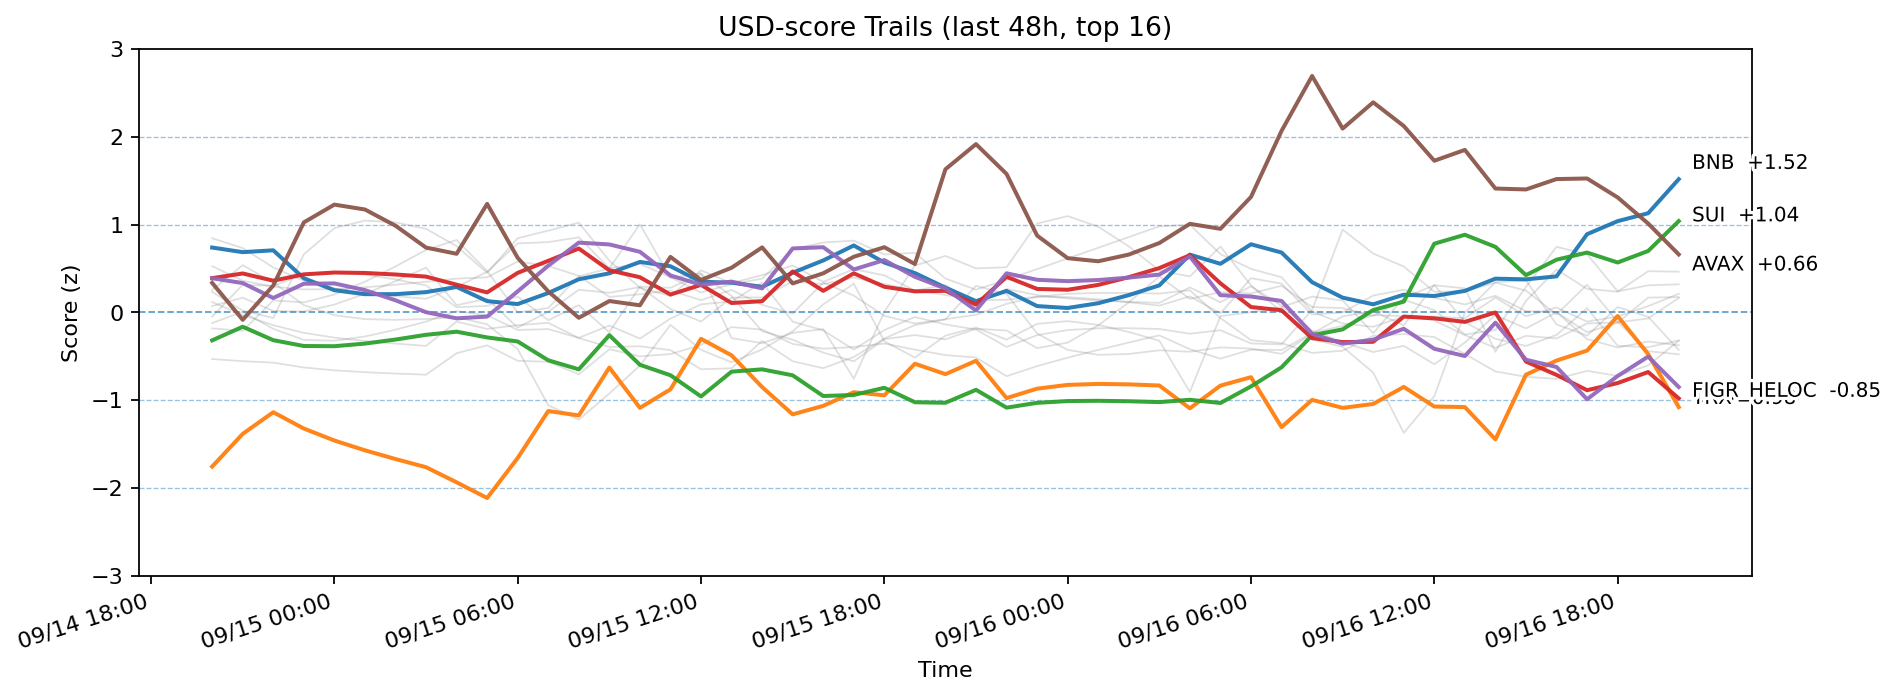 USD-score Trails (last 48h, top 16)
3
2
1
0
−1
−2
−3
Score (z)
BNB +1.52
SUI +1.04
AVAX +0.66
FIGR_HELOC -0.85
09/14 18:00
09/15 00:00
09/15 06:00
09/15 12:00
09/15 18:00
09/16 00:00
09/16 06:00
09/16 12:00
09/16 18:00
Time